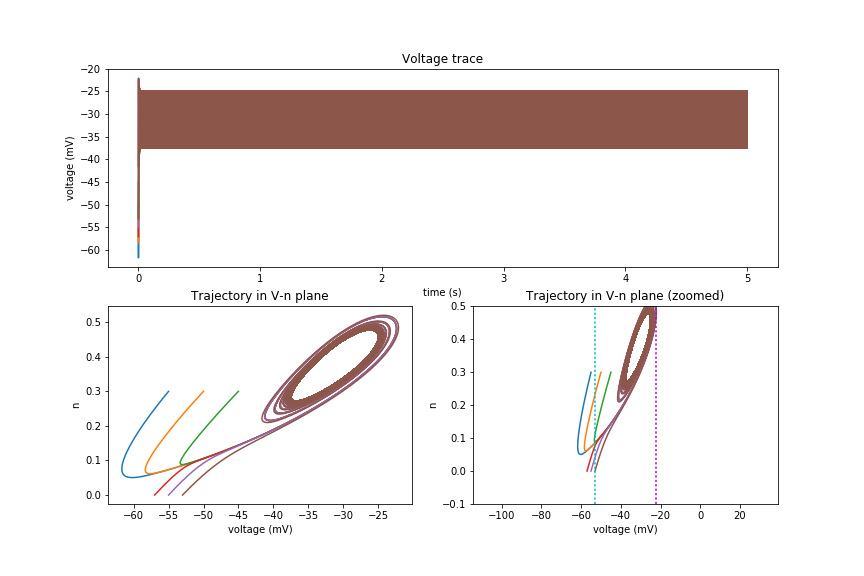 Voltage trace
voltage (mV)
−20
−25
−30
−35
−40
−45
−50
−55
−60
0 1 2 3 4 5
time (s)
Trajectory in V-n plane
n
0.5
0.4
0.3
0.2
0.1
0.0
−60 −55 −50 −45 −40 −35 −30 −25
voltage (mV)
Trajectory in V-n plane (zoomed)
n
0.5
0.4
0.3
0.2
0.1
0.0
−0.1
−100 −80 −60 −40 −20 0 20
voltage (mV)